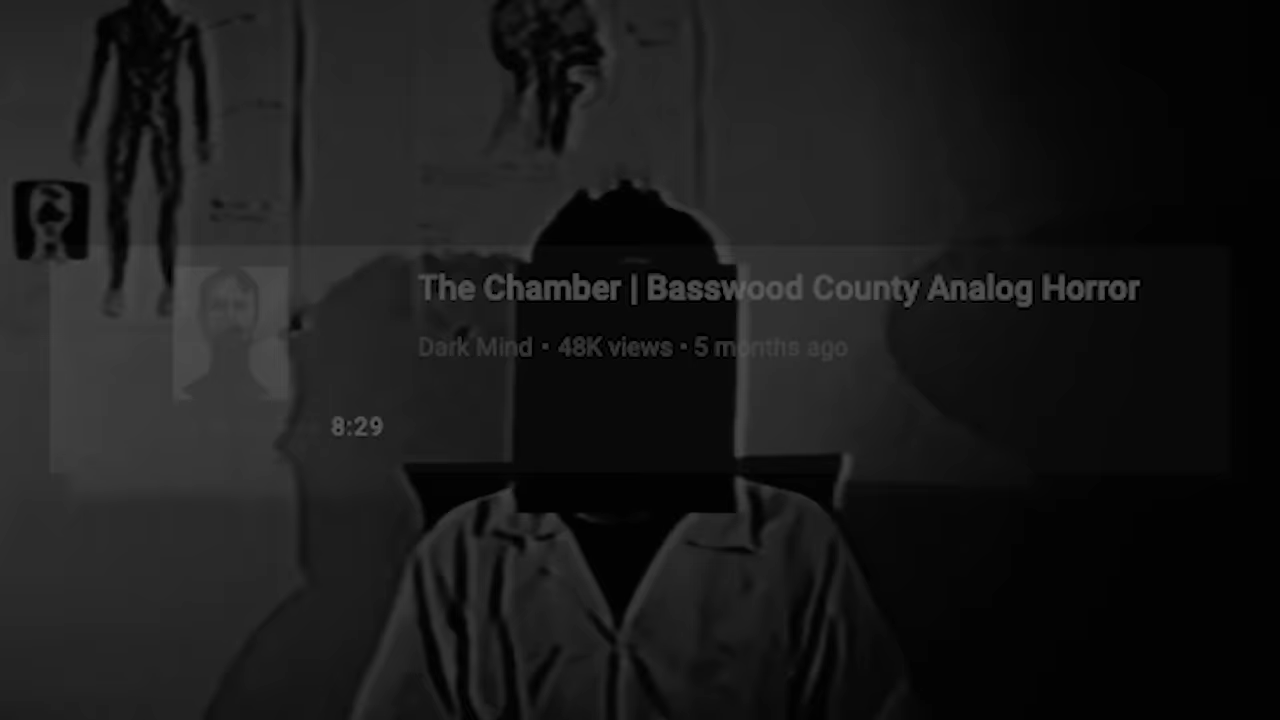 The Chamber | Basswood County Analog Horror
Dark Mind • 48K views • 5 months ago
8:29